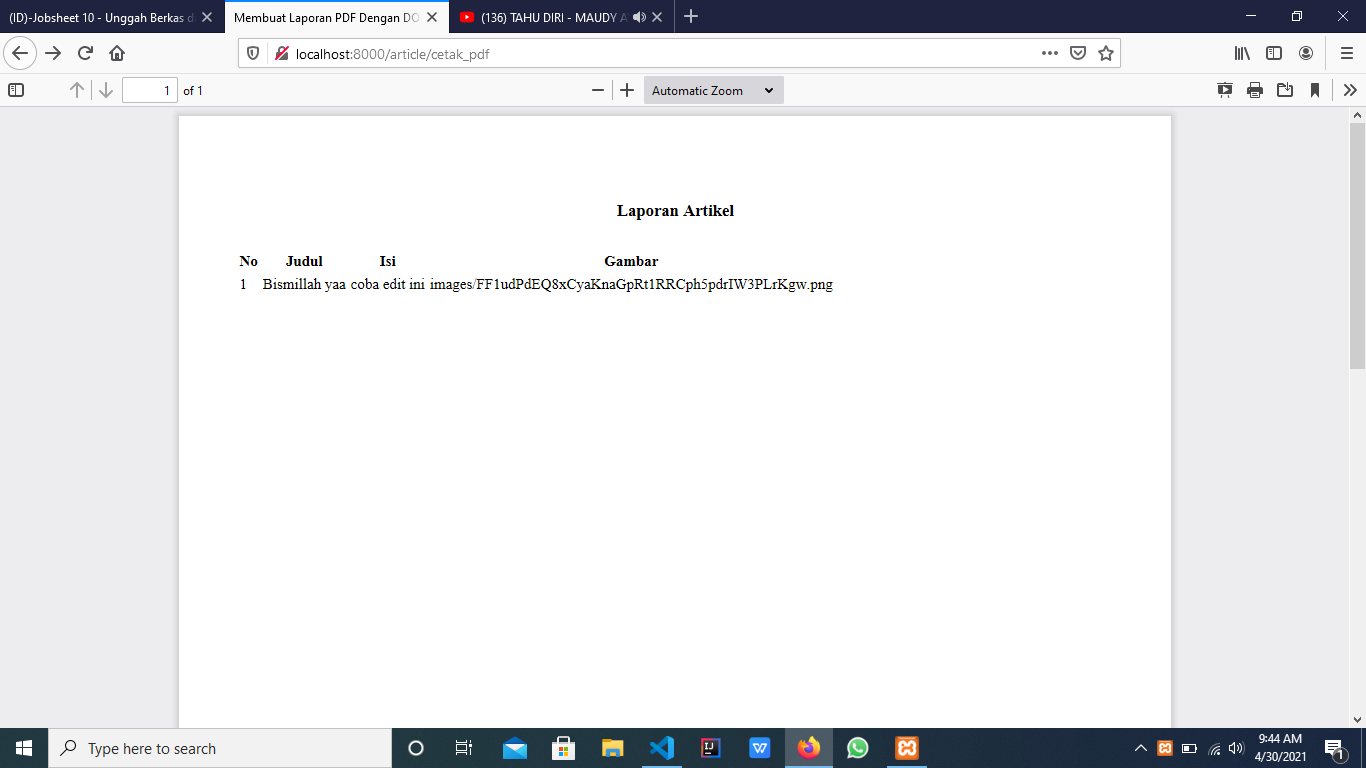 (ID)-Jobsheet 10 - Unggah Berkas d
Membuat Laporan PDF Dengan DO
(136) TAHU DIRI - MAUDY A
localhost:8000/article/cetak_pdf
1 of 1
Automatic Zoom
Laporan Artikel
No Judul Isi Gambar
1 Bismillah yaa coba edit ini images/FF1udPdEQ8xCyaKnaGpRt1RRCph5pdrIW3PLrKgw.png
Type here to search
9:44 AM
4/30/2021
1